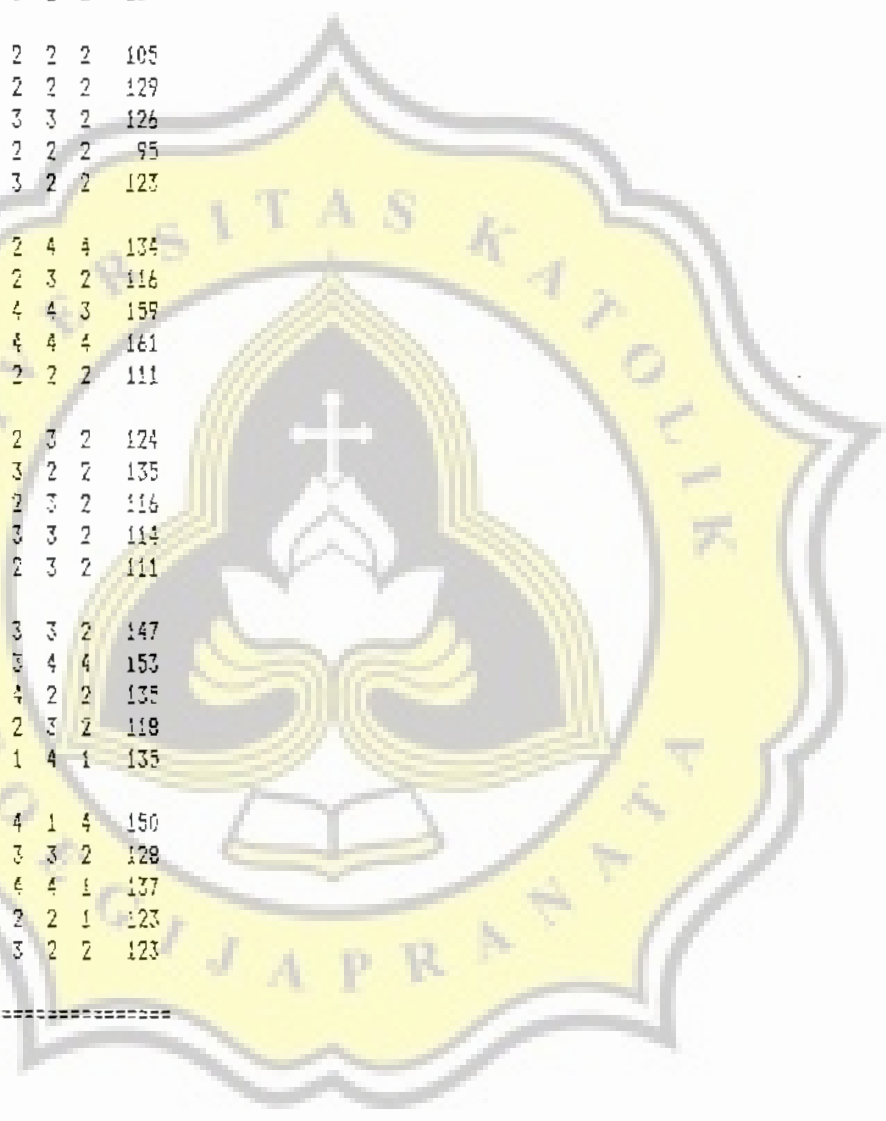 2 2 2 105
2 2 2 129
3 3 2 126
2 2 2 95
3 2 2 123
2 4 4 134
2 3 2 116
4 4 3 159
4 4 4 161
2 2 2 111
2 3 2 124
3 2 2 135
2 3 2 116
3 3 2 114
2 3 2 111
3 3 2 147
3 4 4 153
4 2 2 135
2 3 2 118
1 4 1 135
4 1 4 150
3 3 2 128
4 4 1 137
2 2 1 123
3 2 2 123
=================
KATOLIK
GIJAPRANATA